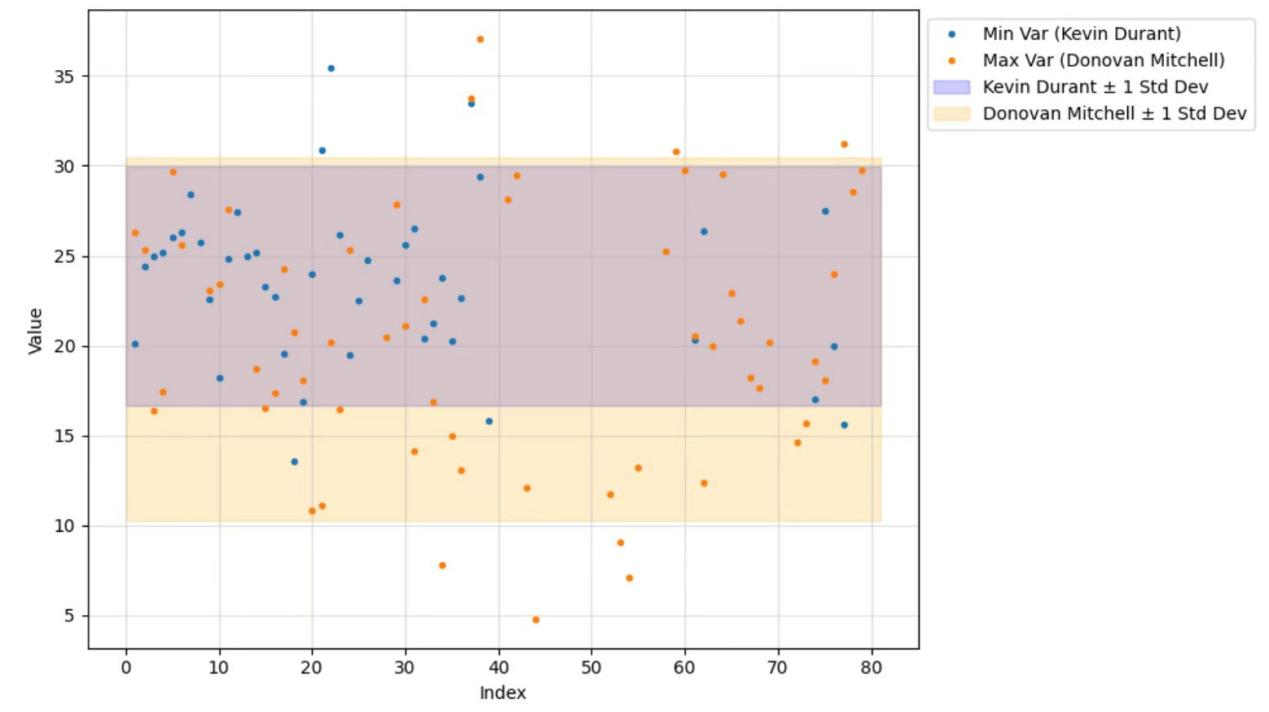 Min Var (Kevin Durant)
Max Var (Donovan Mitchell)
Kevin Durant ± 1 Std Dev
Donovan Mitchell ± 1 Std Dev
Value
35
30
25
20
15
10
5
0 10 20 30 40 50 60 70 80
Index